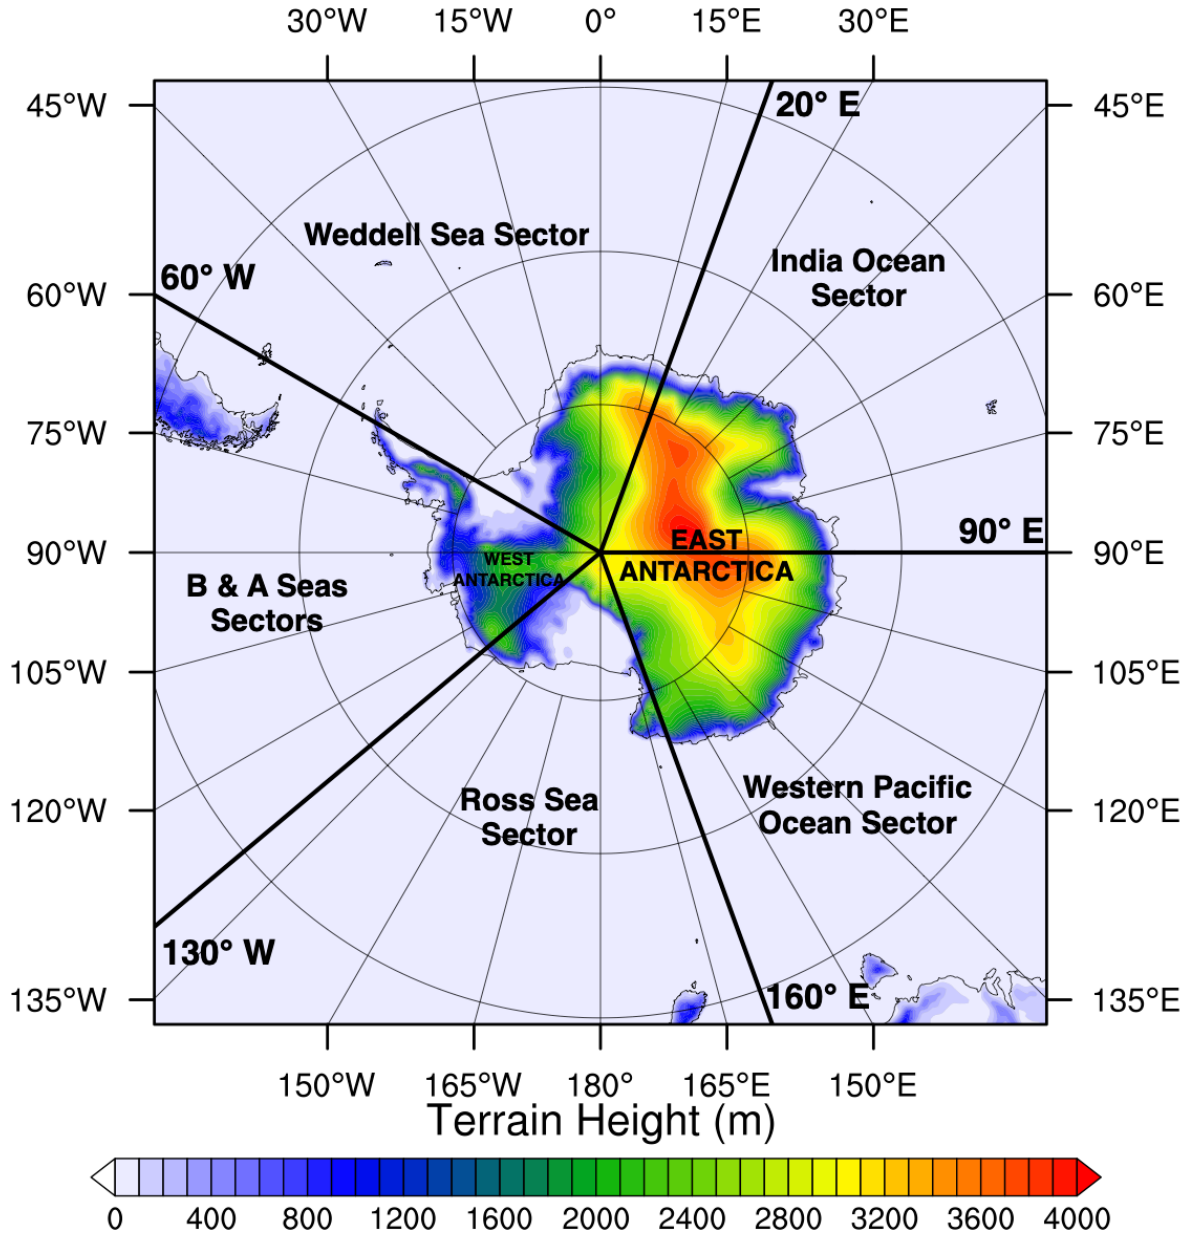 30°W 15°W 0° 15°E 30°E
45°W 20° E 45°E
Weddell Sea Sector
India Ocean
Sector
60° W
60°W 60°E
75°W 75°E
90° E
90°W 90°E
EAST
ANTARCTICA
WEST
ANTARCTICA
B & A Seas
Sectors
105°W 105°E
Western Pacific
Ocean Sector
Ross Sea
Sector
120°W 120°E
130° W
160° E
135°W 135°E
150°W 165°W 180° 165°E 150°E
Terrain Height (m)
0 400 800 1200 1600 2000 2400 2800 3200 3600 4000